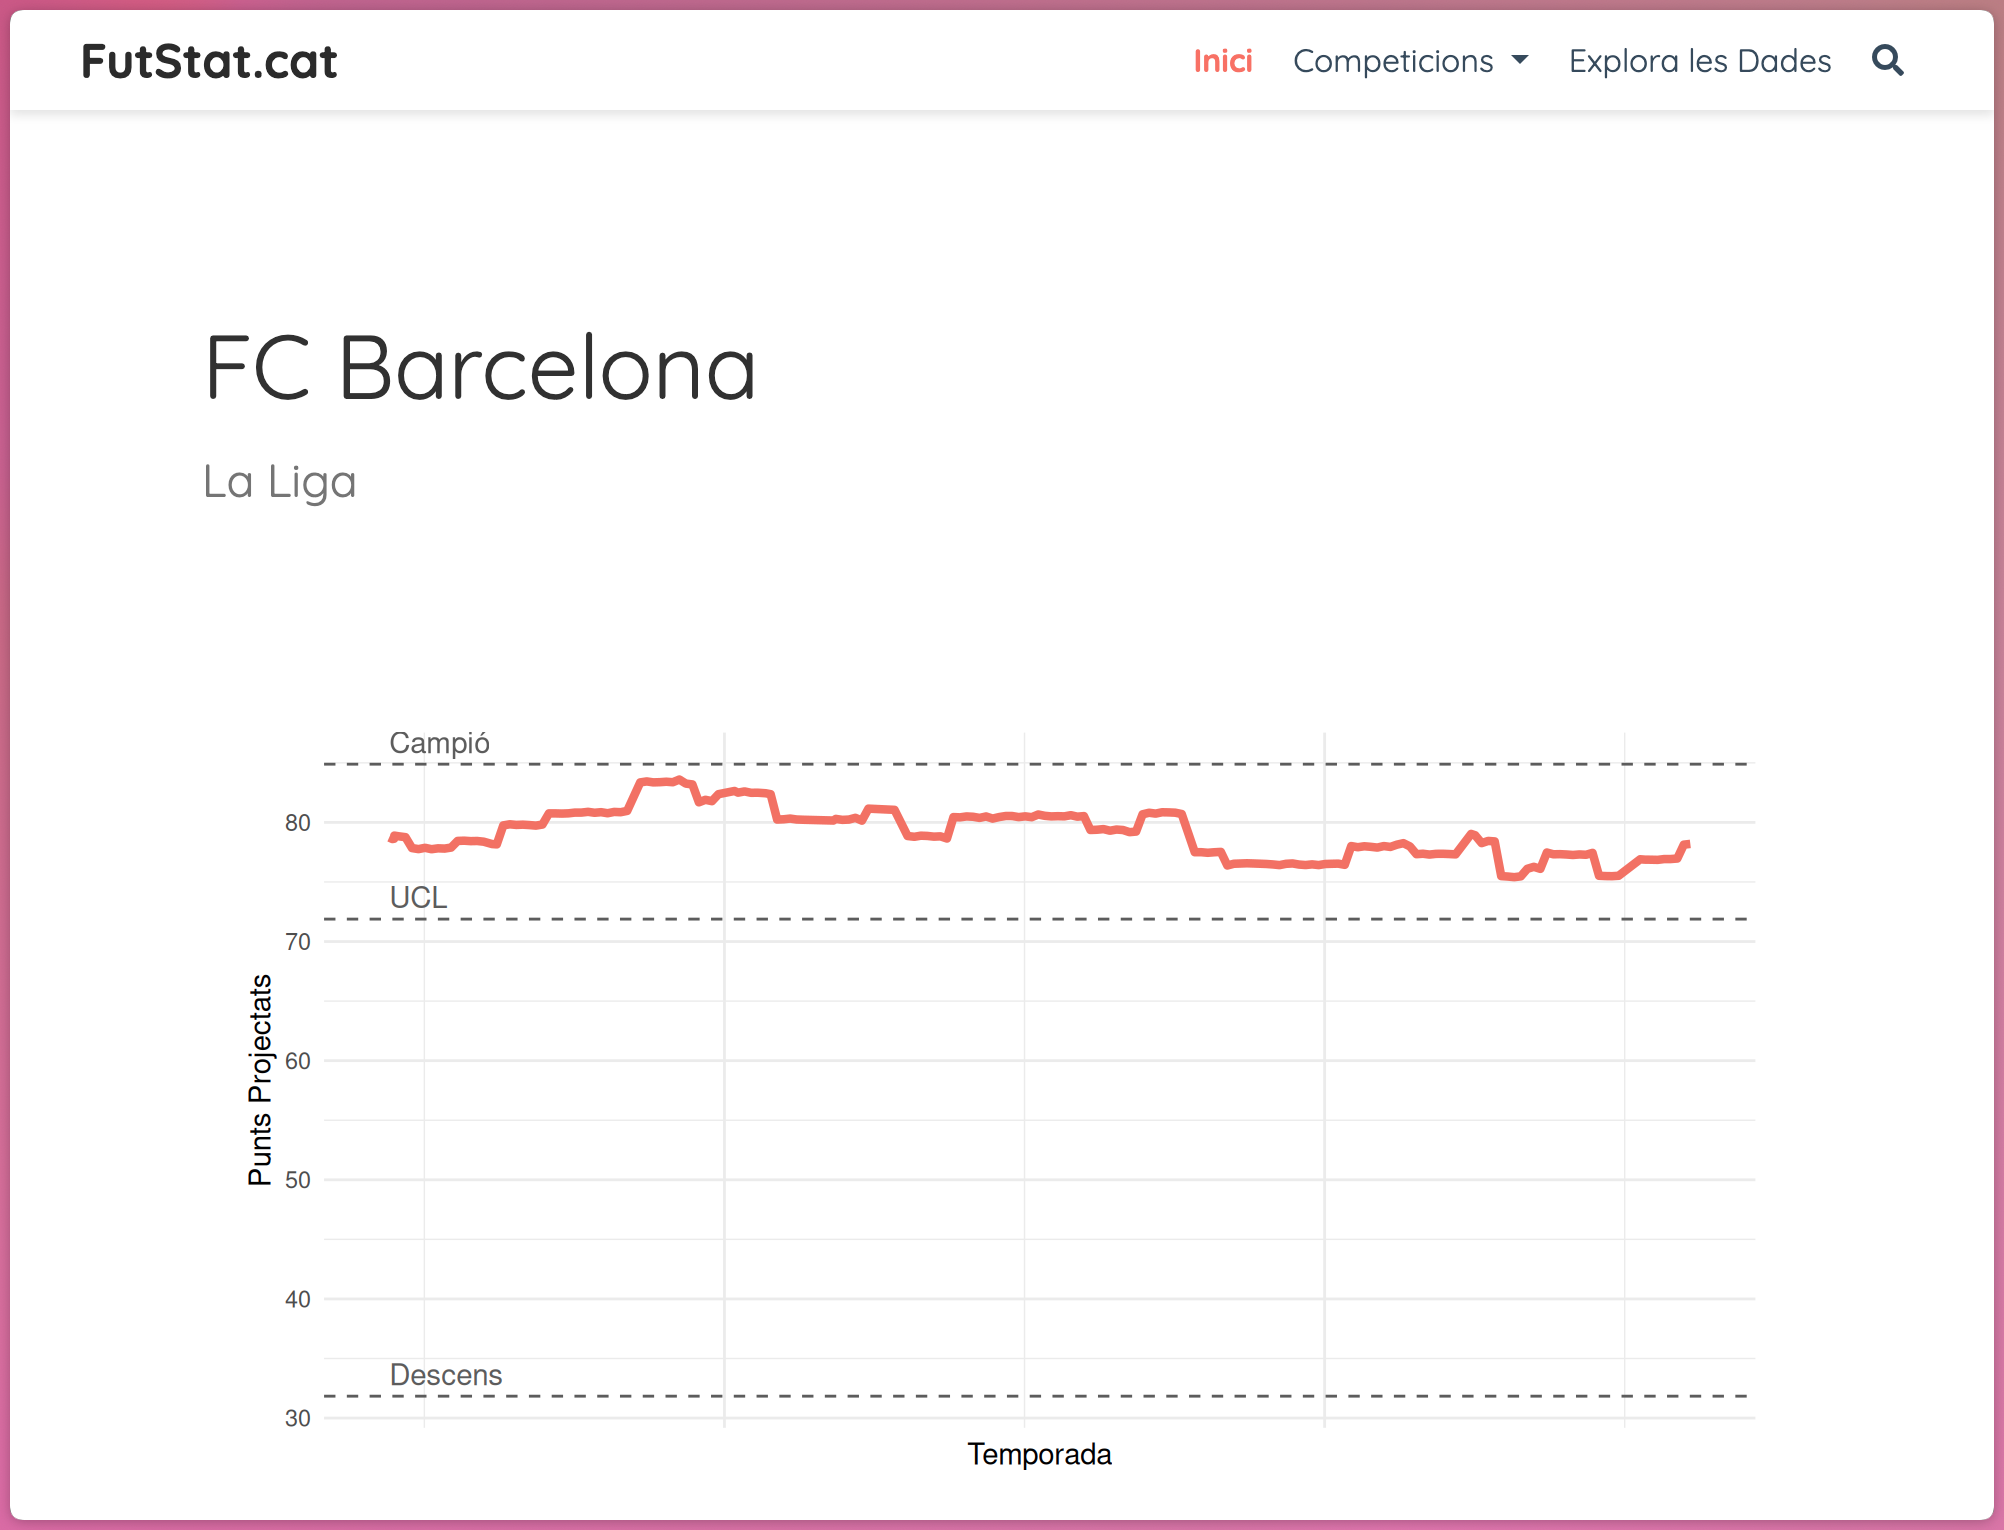 FutStat.cat
Inici Competicions Explora les Dades
FC Barcelona
La Liga
Campió
80
UCL
70
60
50
40
Descens
30
Punts Projectats
Temporada